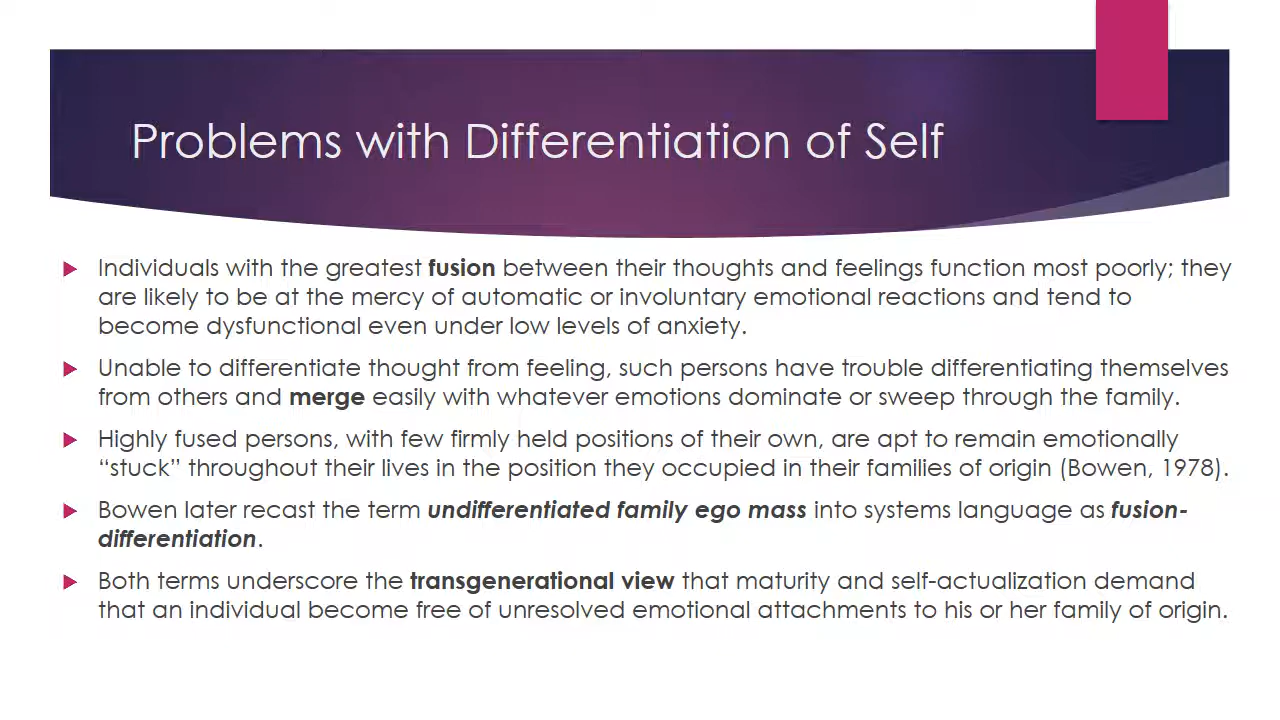 Problems with Differentiation of Self
Individuals with the greatest fusion between their thoughts and feelings function most poorly; they
are likely to be at the mercy of automatic or involuntary emotional reactions and tend to
become dysfunctional even under low levels of anxiety.
Unable to differentiate thought from feeling, such persons have trouble differentiating themselves
from others and merge easily with whatever emotions dominate or sweep through the family.
Highly fused persons, with few firmly held positions of their own, are apt to remain emotionally
“stuck” throughout their lives in the position they occupied in their families of origin (Bowen, 1978).
Bowen later recast the term undifferentiated family ego mass into systems language as fusion-
differentiation.
Both terms underscore the transgenerational view that maturity and self-actualization demand
that an individual become free of unresolved emotional attachments to his or her family of origin.